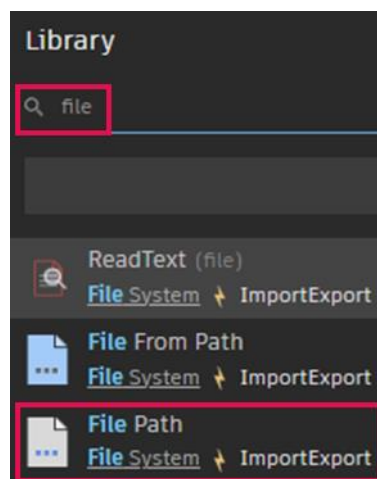 Library
file
ReadText (file)
File System ImportExport
File From Path
File System ImportExport
File Path
File System ImportExport